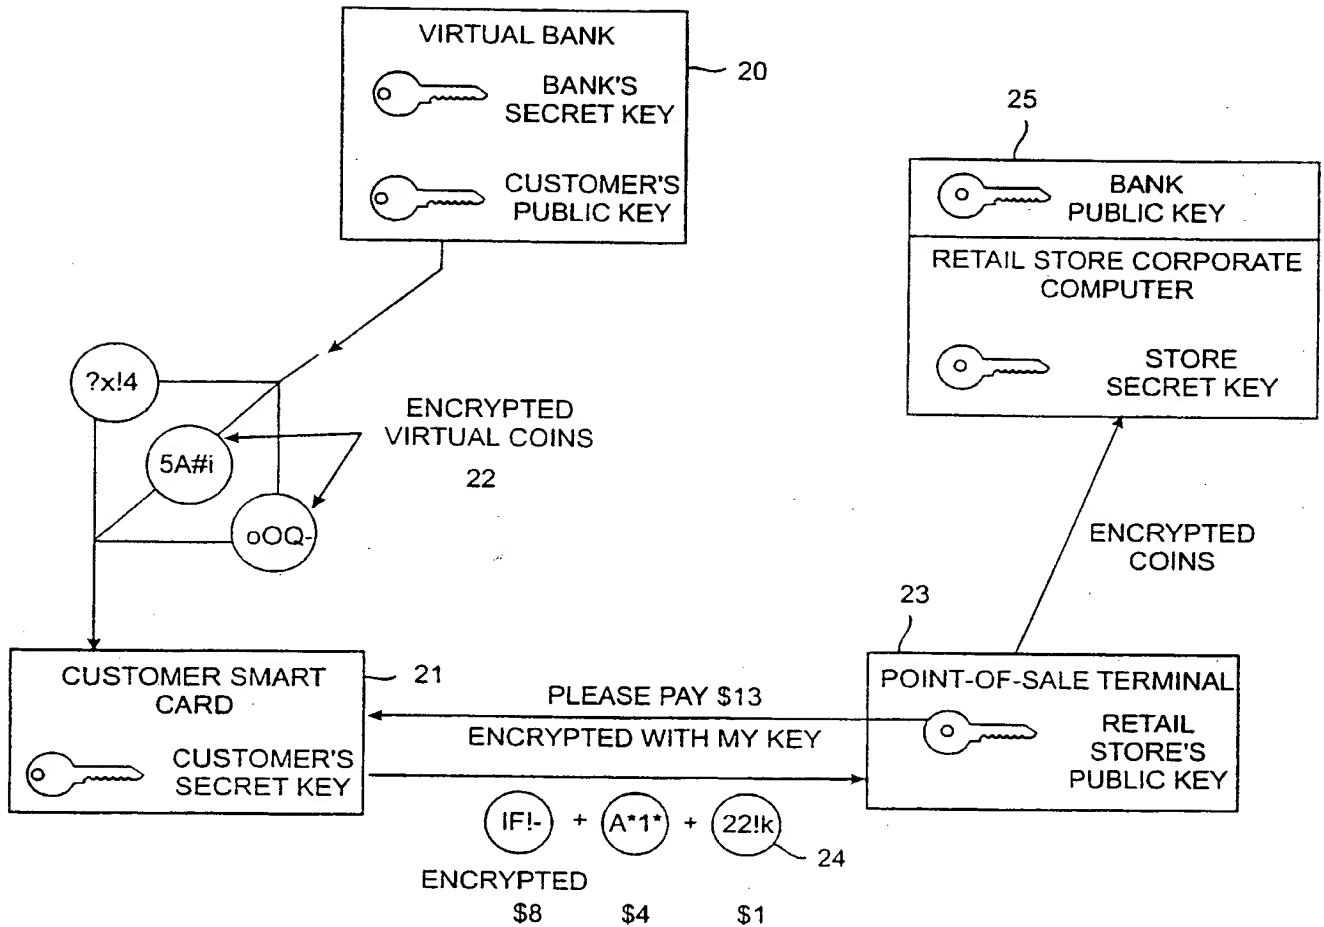 VIRTUAL BANK
BANK'S
SECRET KEY
CUSTOMER'S
PUBLIC KEY
20
25
BANK
PUBLIC KEY
RETAIL STORE CORPORATE
COMPUTER
STORE
SECRET KEY
?x!4
5A#i
oOQ-
ENCRYPTED
VIRTUAL COINS
22
ENCRYPTED
COINS
23
CUSTOMER SMART
CARD
21
CUSTOMER'S
SECRET KEY
PLEASE PAY $13
ENCRYPTED WITH MY KEY
POINT-OF-SALE TERMINAL
RETAIL
STORE'S
PUBLIC KEY
IF!- + A*1* + 22!k
24
ENCRYPTED
$8 $4 $1